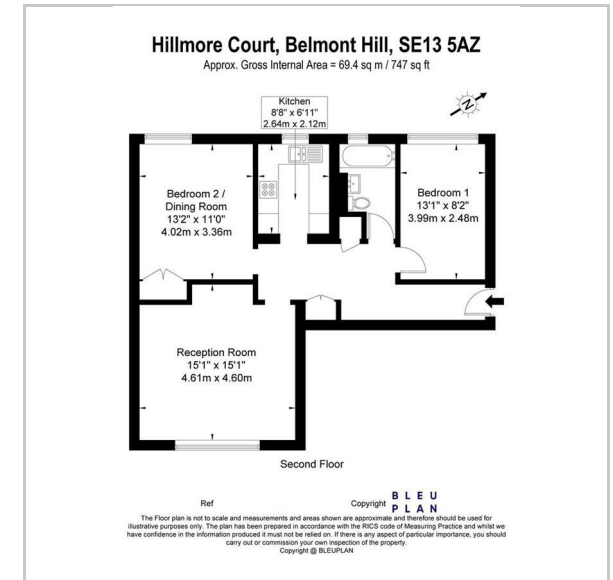 Hillmore Court, Belmont Hill, SE13 5AZ
Approx. Gross Internal Area = 69.4 sq m / 747 sq ft
N
Kitchen
8'8" x 6'11"
2.64m x 2.12m
Bedroom 2 /
Dining Room
13'2" x 11'0"
4.02m x 3.36m
Bedroom 1
13'1" x 8'2"
3.99m x 2.48m
Reception Room
15'1" x 15'1"
4.61m x 4.60m
Second Floor
Ref
Copyright BLEU
PLAN
The Floor plan is not to scale and measurements and areas shown are approximate and therefore should be used for
illustrative purposes only. The plan has been prepared in accordance with the RICS code of Measuring Practice and whilst we
have confidence in the information produced it must not be relied on. If there is any aspect of particular importance, you should
carry out or commission your own inspection of the property.
Copyright @ BLEUPLAN